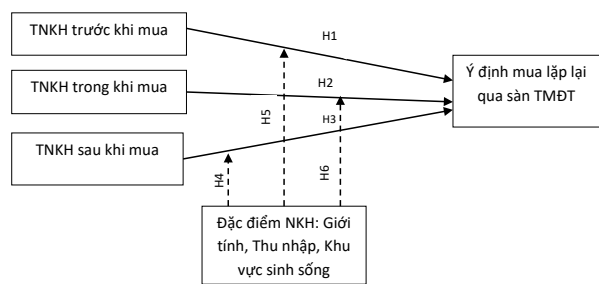 TNKH trước khi mua
H1
TNKH trong khi mua
H2
Ý định mua lặp lại
qua sàn TMĐT
H5
H3
TNKH sau khi mua
H4
H6
Đặc điểm NKH: Giới
tính, Thu nhập, Khu
vực sinh sống